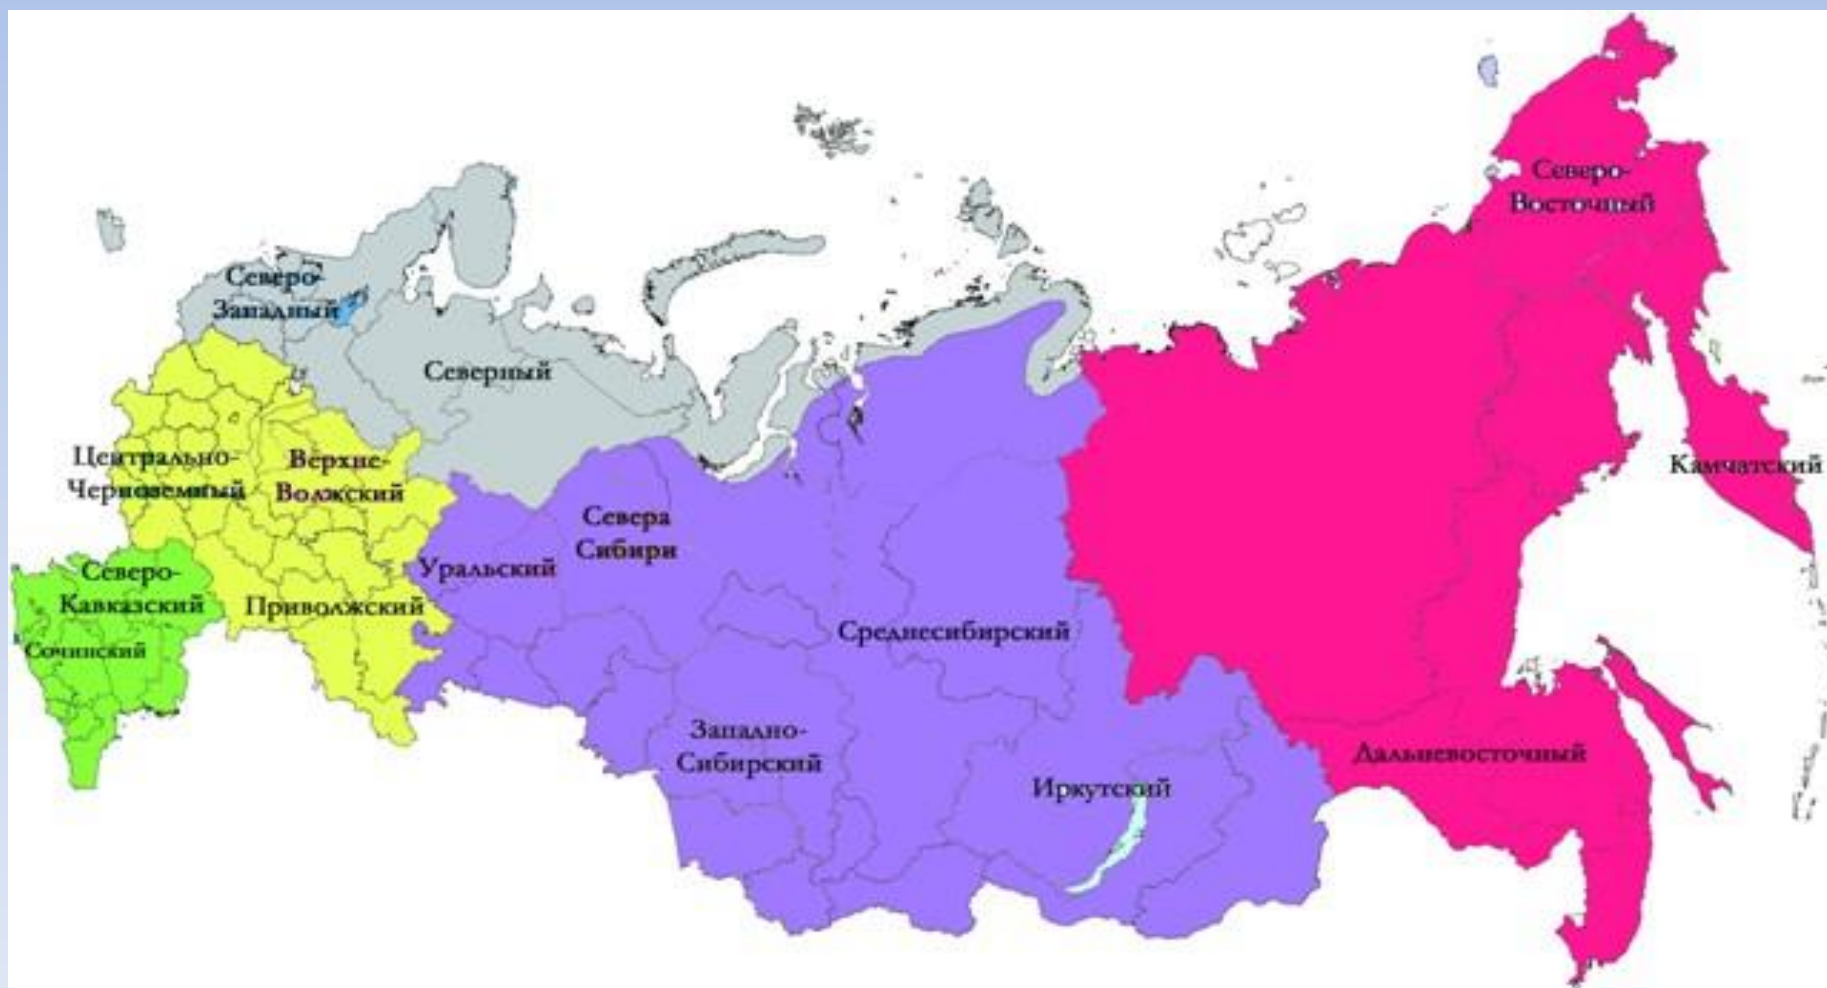 Северо-
Восточный
Северо-
Западный
Северный
Камчатский
Центрально-
Черноземный
Верхне-
Волжский
Севера
Сибири
Уральский
Северо-
Кавказский
Приволжский
Среднесибирский
Сочинский
Западно-
Сибирский
Дальневосточный
Иркутский